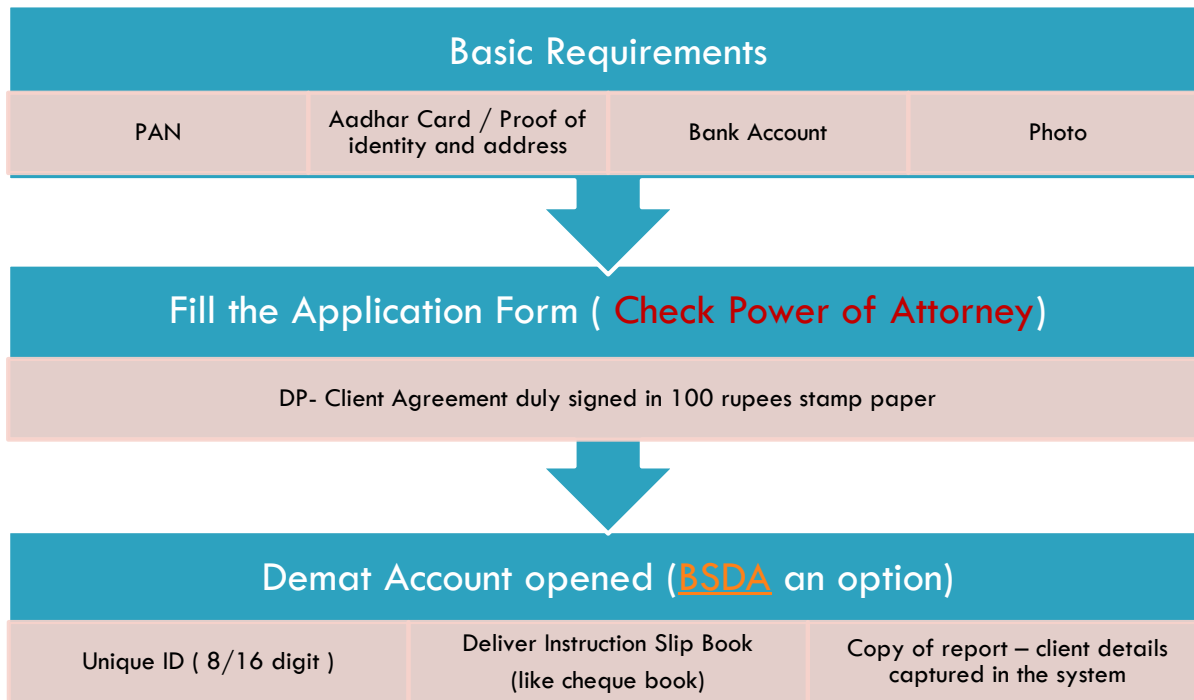 Basic Requirements
PAN
Aadhar Card / Proof of
identity and address
Bank Account
Photo
Fill the Application Form ( Check Power of Attorney)
DP- Client Agreement duly signed in 100 rupees stamp paper
Demat Account opened (BSDA an option)
Unique ID ( 8/16 digit )
Deliver Instruction Slip Book
(like cheque book)
Copy of report – client details
captured in the system